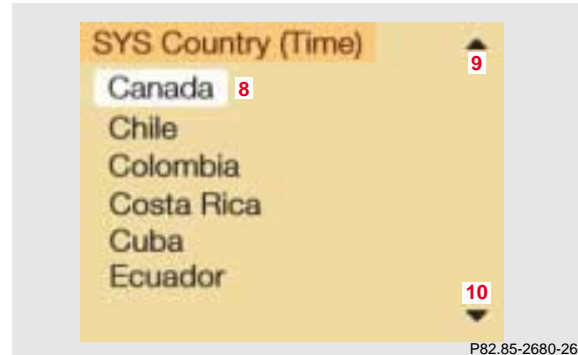 SYS Country (Time)
9
Canada 8
Chile
Colombia
Costa Rica
Cuba
Ecuador
10
P82.85-2680-26